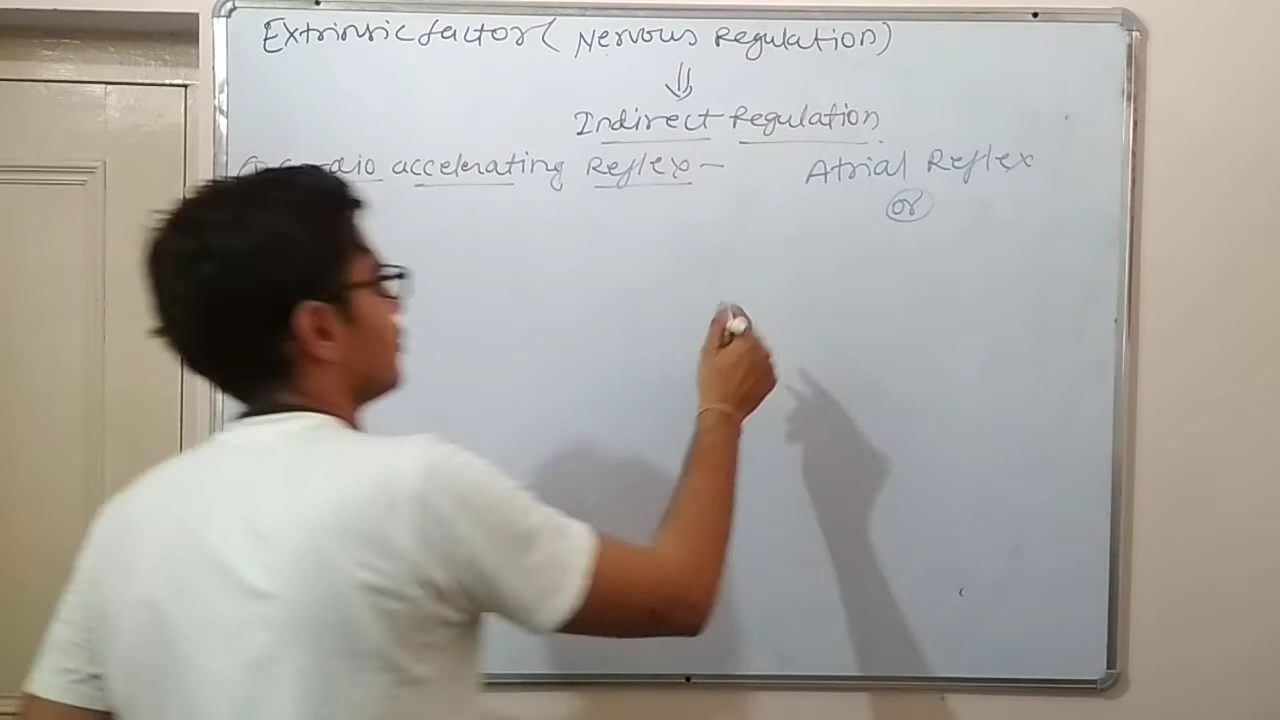 Extrinsic factor ( Nervous Regulation)
⇓
Indirect Regulation
accelerating Reflex - Atrial Reflex
or